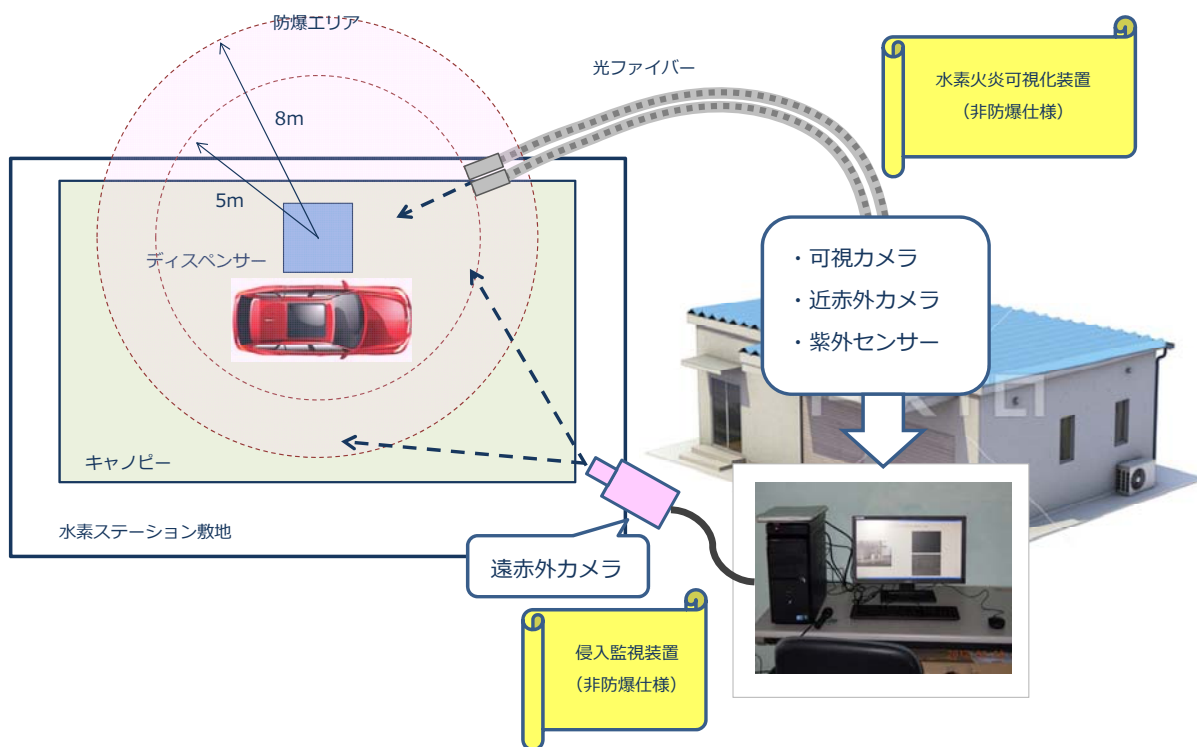 防爆エリア
光ファイバー
水素火炎可視化装置
（非防爆仕様）
8m
5m
ディスペンサー
・可視カメラ
・近赤外カメラ
・紫外センサー
キャノピー
水素ステーション敷地
遠赤外カメラ
侵入監視装置
（非防爆仕様）